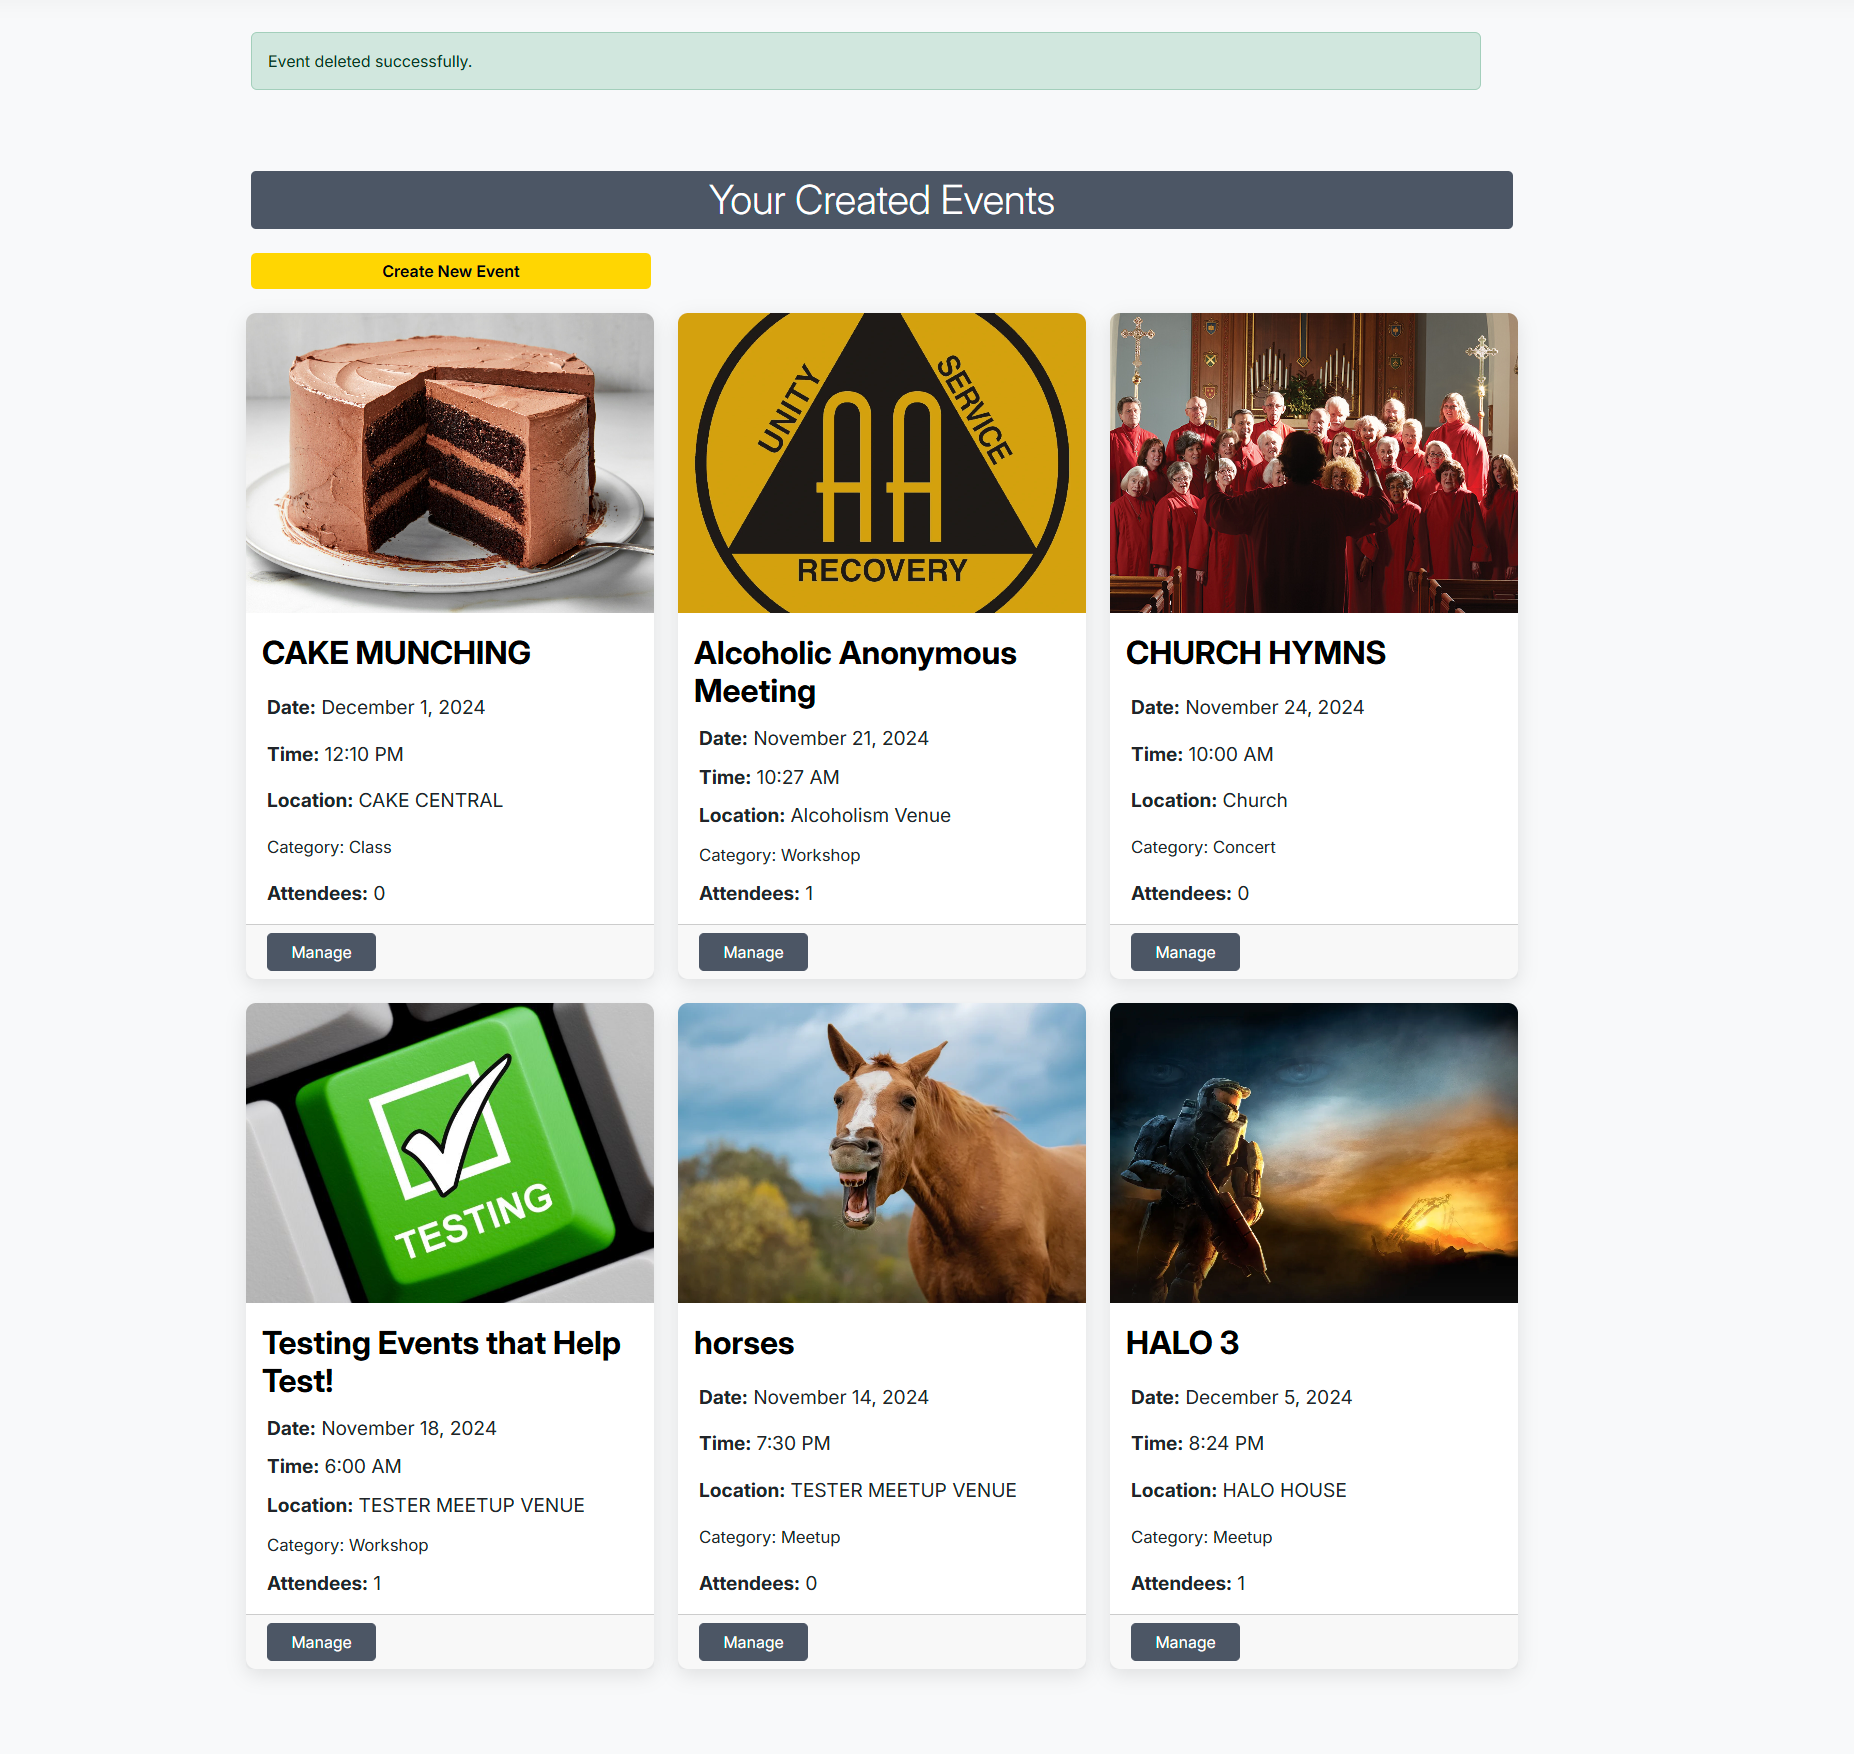 Event deleted successfully.
Your Created Events
Create New Event
CAKE MUNCHING
Date: December 1, 2024
Time: 12:10 PM
Location: CAKE CENTRAL
Category: Class
Attendees: 0
Manage
UNITY
SERVICE
AA
RECOVERY
Alcoholic Anonymous
Meeting
Date: November 21, 2024
Time: 10:27 AM
Location: Alcoholism Venue
Category: Workshop
Attendees: 1
Manage
CHURCH HYMNS
Date: November 24, 2024
Time: 10:00 AM
Location: Church
Category: Concert
Attendees: 0
Manage
TESTING
Testing Events that Help
Test!
Date: November 18, 2024
Time: 6:00 AM
Location: TESTER MEETUP VENUE
Category: Workshop
Attendees: 1
Manage
horses
Date: November 14, 2024
Time: 7:30 PM
Location: TESTER MEETUP VENUE
Category: Meetup
Attendees: 0
Manage
HALO 3
Date: December 5, 2024
Time: 8:24 PM
Location: HALO HOUSE
Category: Meetup
Attendees: 1
Manage